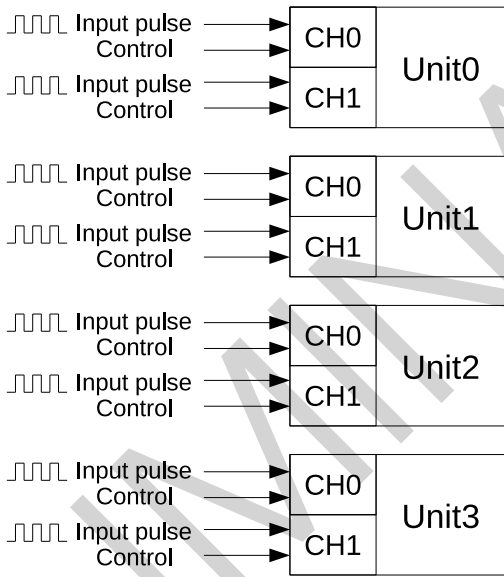 Input pulse
Control
CH0
Input pulse
Control
CH1
Unit0
Input pulse
Control
CH0
Input pulse
Control
CH1
Unit1
Input pulse
Control
CH0
Input pulse
Control
CH1
Unit2
Input pulse
Control
CH0
Input pulse
Control
CH1
Unit3